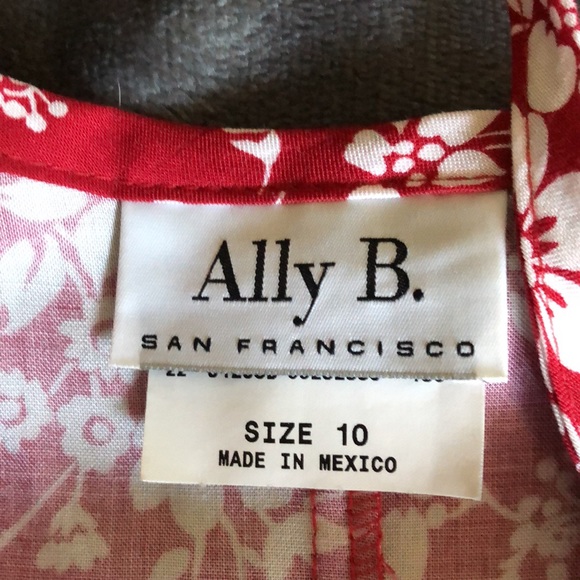 Ally B.
SAN FRANCISCO
SIZE 10
MADE IN MEXICO